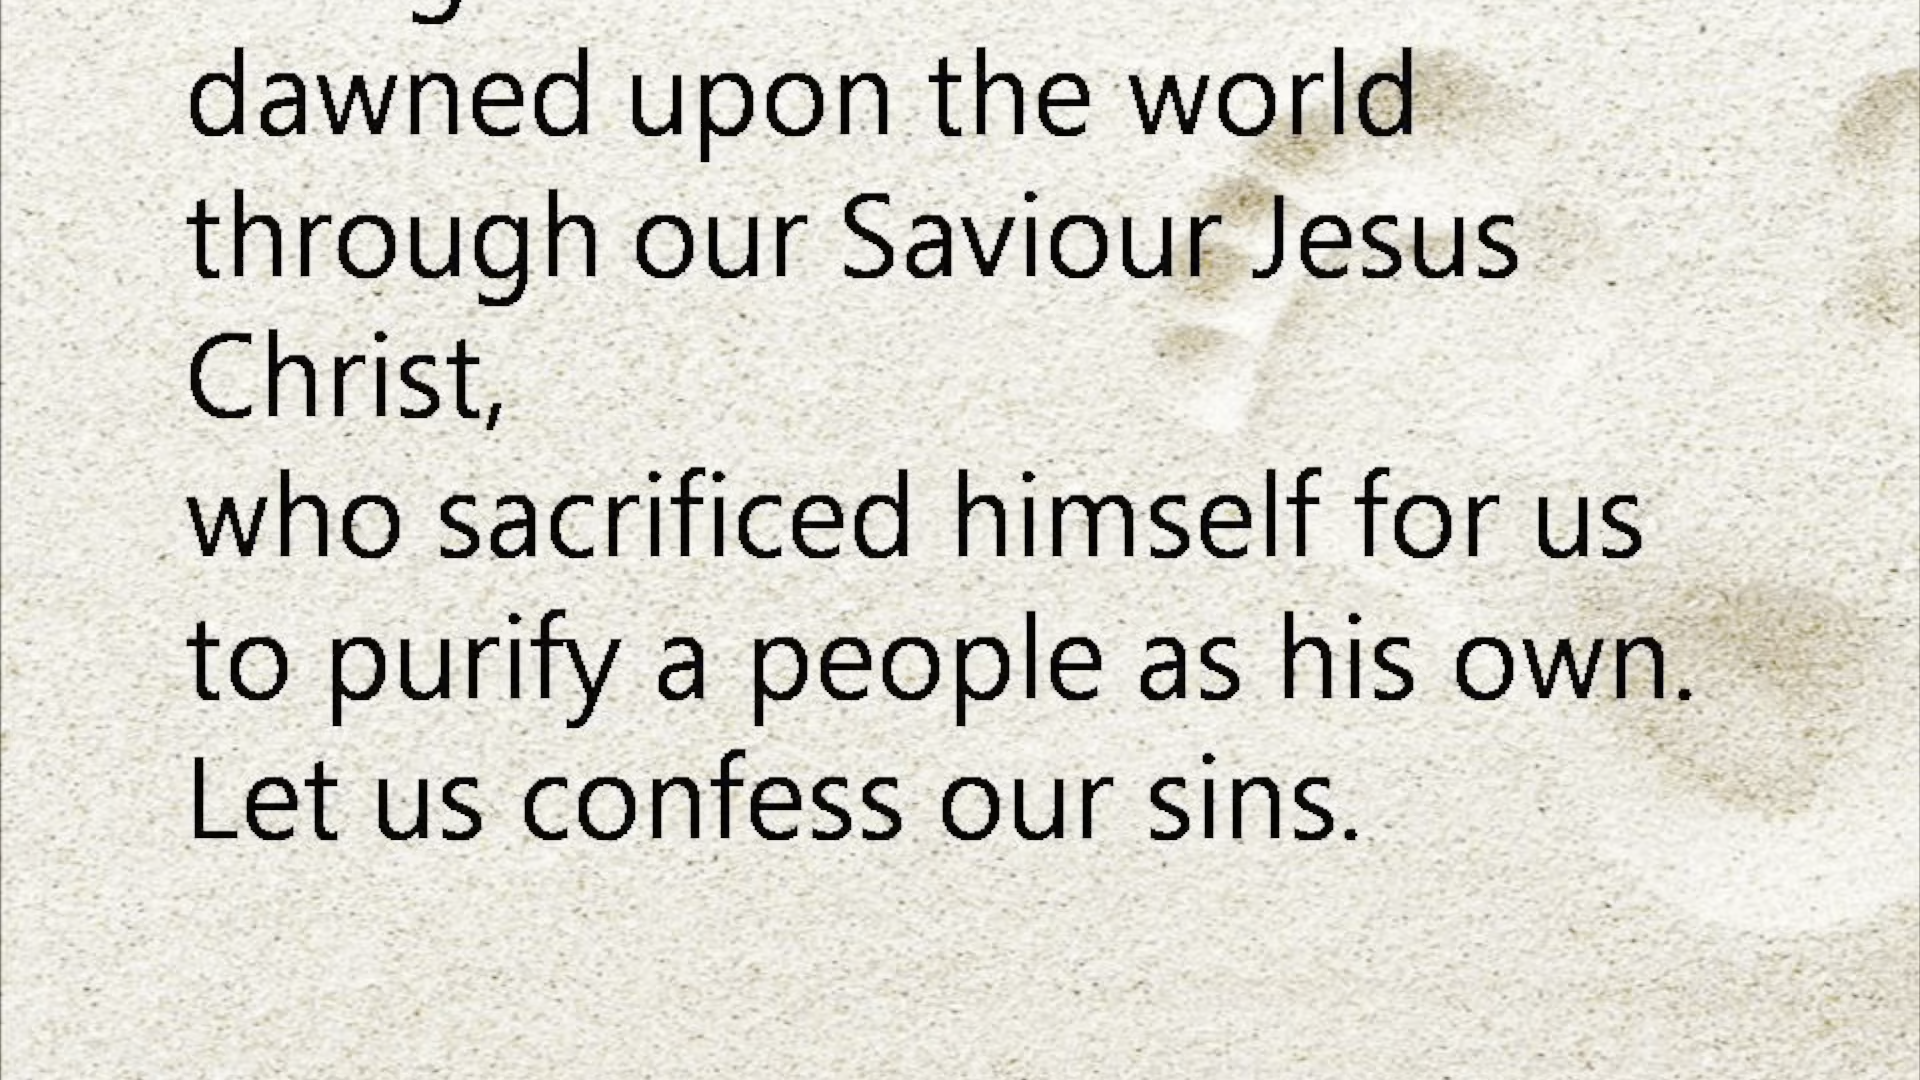 dawned upon the world
through our Saviour Jesus
Christ,
who sacrificed himself for us
to purify a people as his own.
Let us confess our sins.